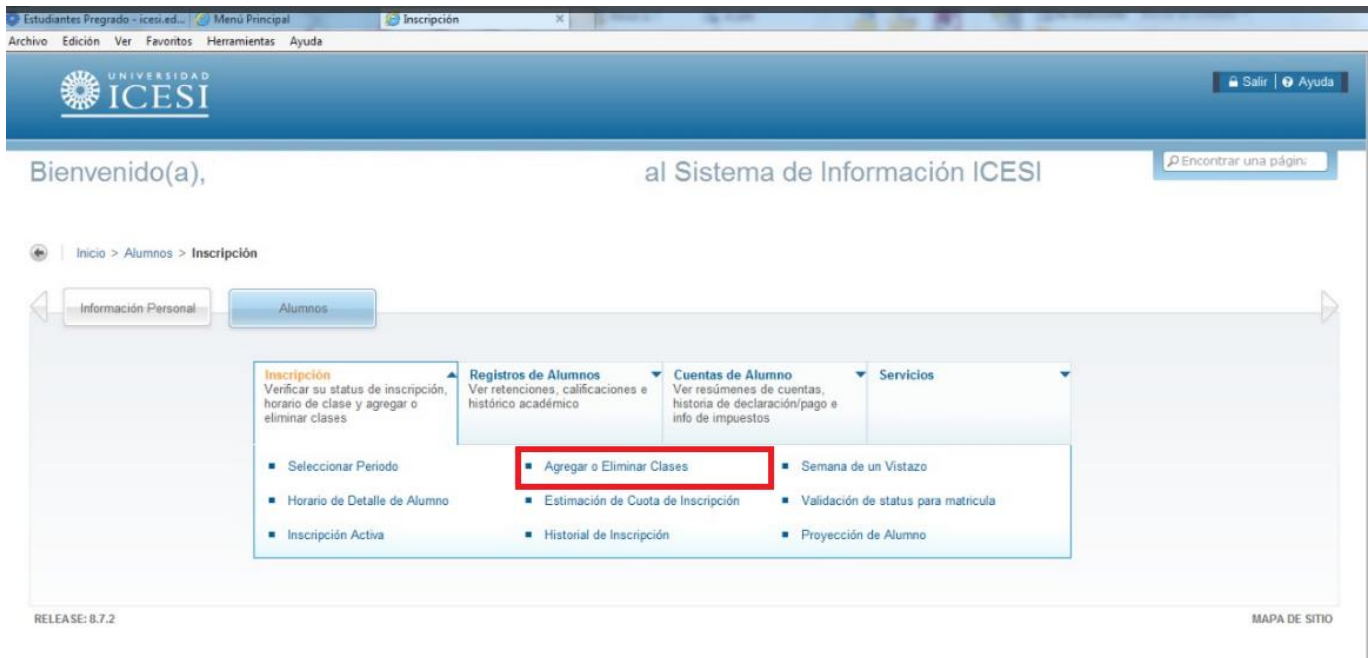 Estudiantes Pregrado - icesi.ed...
Menú Principal
Inscripción
Archivo Edición Ver Favoritos Herramientas Ayuda
UNIVERSIDAD
ICESI
Salir | Ayuda
Bienvenido(a), al Sistema de Información ICESI
Encontrar una págin
Inicio > Alumnos > Inscripción
Información Personal
Alumnos
Inscripción
Verificar su status de inscripción,
horario de clase y agregar o
eliminar clases
Registros de Alumnos
Ver retenciones, calificaciones e
histórico académico
Cuentas de Alumno
Ver resúmenes de cuentas,
historia de declaración/pago e
info de impuestos
Servicios
Seleccionar Periodo
Agregar o Eliminar Clases
Semana de un Vistazo
Horario de Detalle de Alumno
Estimación de Cuota de Inscripción
Validación de status para matricula
Inscripción Activa
Historial de Inscripción
Proyección de Alumno
RELEASE: 8.7.2
MAPA DE SITIO